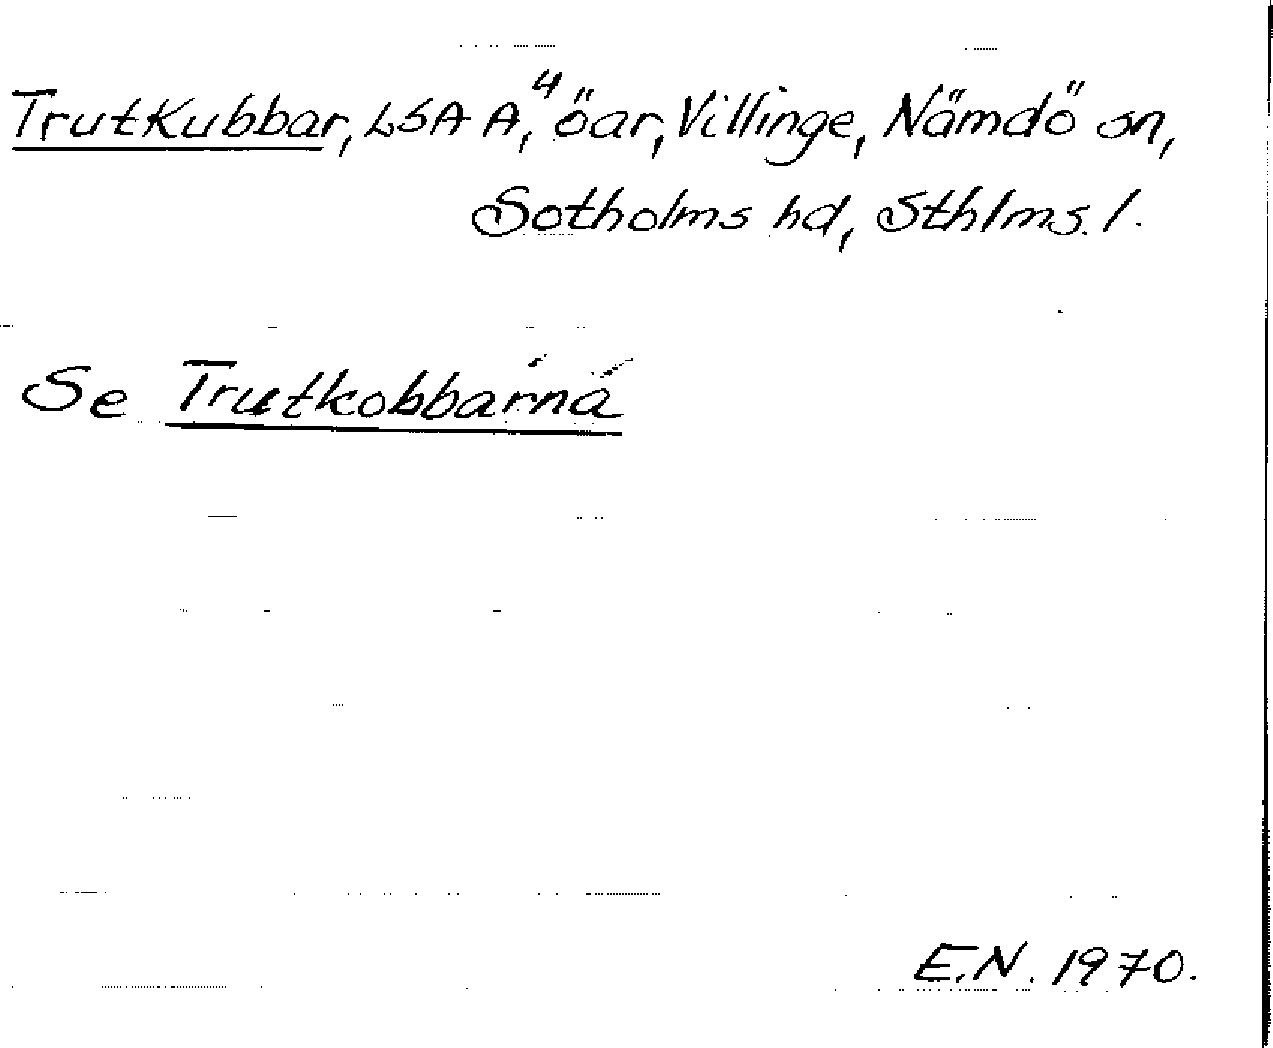 Trutkubbar, LSA A, 4 öar, Villinge, Nämdö sn,
Sotholms hd, Sthlms. l.
Se Trutkobbarna
E.N. 1970.